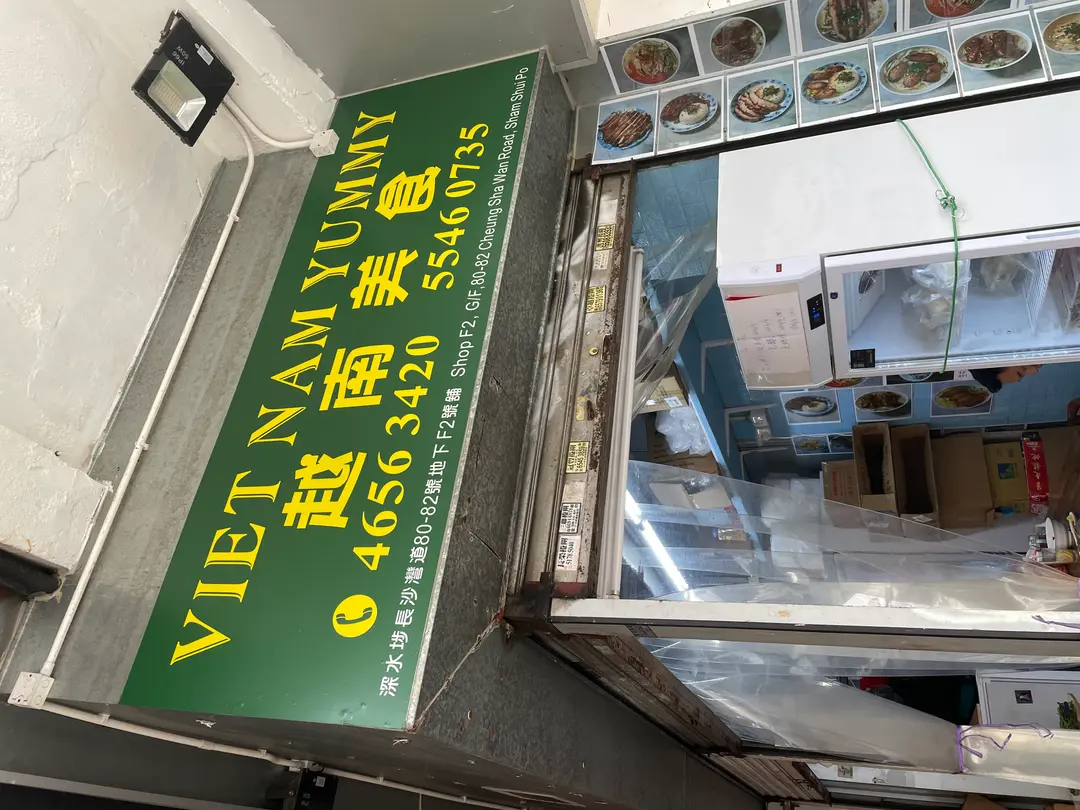 VIET NAM YUMMY
越南美食
4656 3420 5546 0735
深水埗長沙灣道80-82號地下F2號舖 Shop F2, G/F, 80-82 Cheung Sha Wan Road, Sham Shui Po